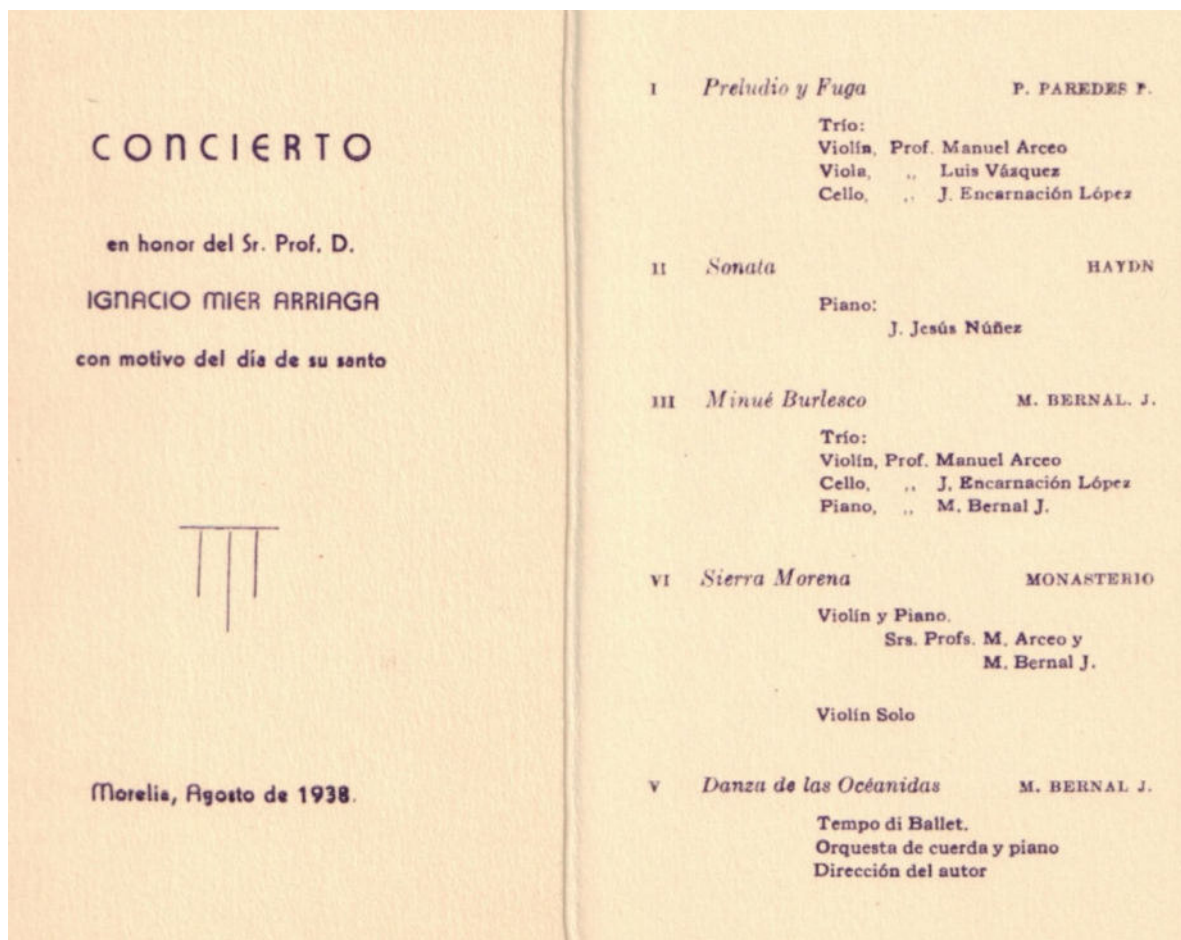 CONCIERTO
en honor del Sr. Prof. D.
IGNACIO MIER ARRIAGA
con motivo del día de su santo
Morelia, Agosto de 1938.
I Preludio y Fuga P. PAREDES P.
Trío:
Violín, Prof. Manuel Arceo
Viola, ,, Luis Vázquez
Cello, ,, J. Encarnación López
II Sonata HAYDN
Piano:
J. Jesús Núñez
III Minué Burlesco M. BERNAL. J.
Trío:
Violín, Prof. Manuel Arceo
Cello, ,, J. Encarnación López
Piano, ,, M. Bernal J.
VI Sierra Morena MONASTERIO
Violín y Piano.
Srs. Profs. M. Arceo y
M. Bernal J.
Violín Solo
V Danza de las Océanidas M. BERNAL J.
Tempo di Ballet.
Orquesta de cuerda y piano
Dirección del autor